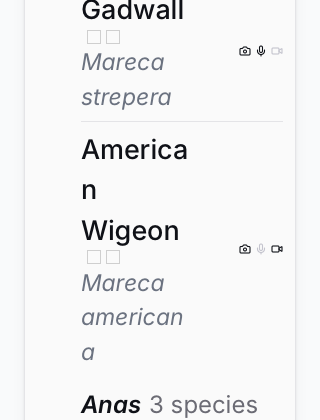 Gadwall
Mareca
strepera
America
n
Wigeon
Mareca
american
a
Anas 3 species